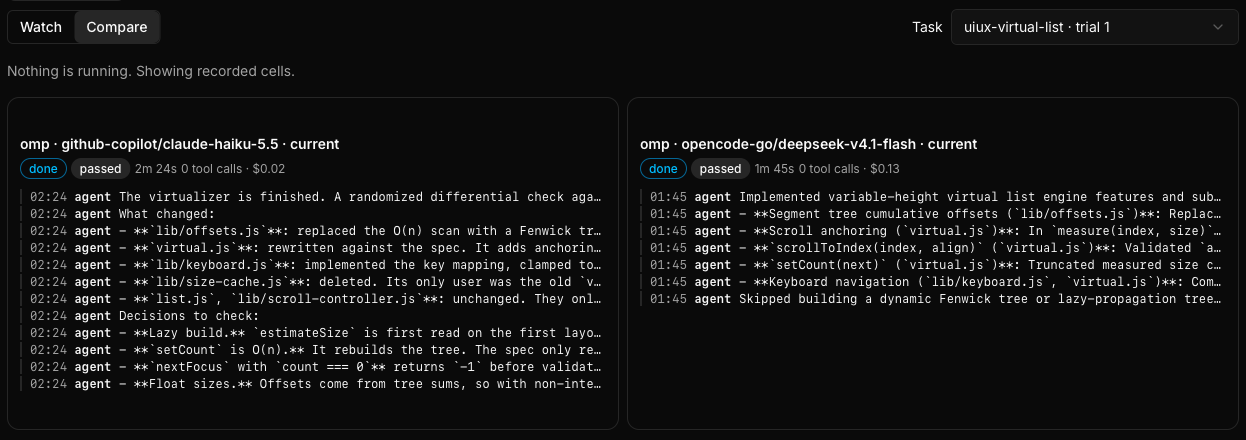 Watch Compare Task uiux-virtual-list · trial 1
Nothing is running. Showing recorded cells.
omp · github-copilot/claude-haiku-5.5 · current
done passed 2m 24s 0 tool calls · $0.02
02:24 agent The virtualizer is finished. A randomized differential check aga…
02:24 agent What changed:
02:24 agent - **`lib/offsets.js`**: replaced the O(n) scan with a Fenwick tr…
02:24 agent - **`virtual.js`**: rewritten against the spec. It adds anchorin…
02:24 agent - **`lib/keyboard.js`**: implemented the key mapping, clamped to…
02:24 agent - **`lib/size-cache.js`: deleted. Its only user was the old `v…
02:24 agent - **`list.js`, `lib/scroll-controller.js`**: unchanged. They onl…
02:24 agent Decisions to check:
02:24 agent - **Lazy build.** `estimateSize` is first read on the first layo…
02:24 agent - **`setCount` is O(n).** It rebuilds the tree. The spec only re…
02:24 agent - **`nextFocus` with `count === 0`** returns `-1` before validat…
02:24 agent - **Float sizes.** Offsets come from tree sums, so with non-inte…
omp · opencode-go/deepseek-v4.1-flash · current
done passed 1m 45s 0 tool calls · $0.13
01:45 agent Implemented variable-height virtual list engine features and sub…
01:45 agent - **Segment tree cumulative offsets (`lib/offsets.js`)**: Replac…
01:45 agent - **Scroll anchoring (`virtual.js`)**: In `measure(index, size)`…
01:45 agent - **`scrollToIndex(index, align)` (`virtual.js`)**: Validated `a…
01:45 agent - **`setCount(next)` (`virtual.js`)**: Truncated measured size c…
01:45 agent - **Keyboard navigation (`lib/keyboard.js`, `virtual.js`)**: Com…
01:45 agent Skipped building a dynamic Fenwick tree or lazy-propagation tree…